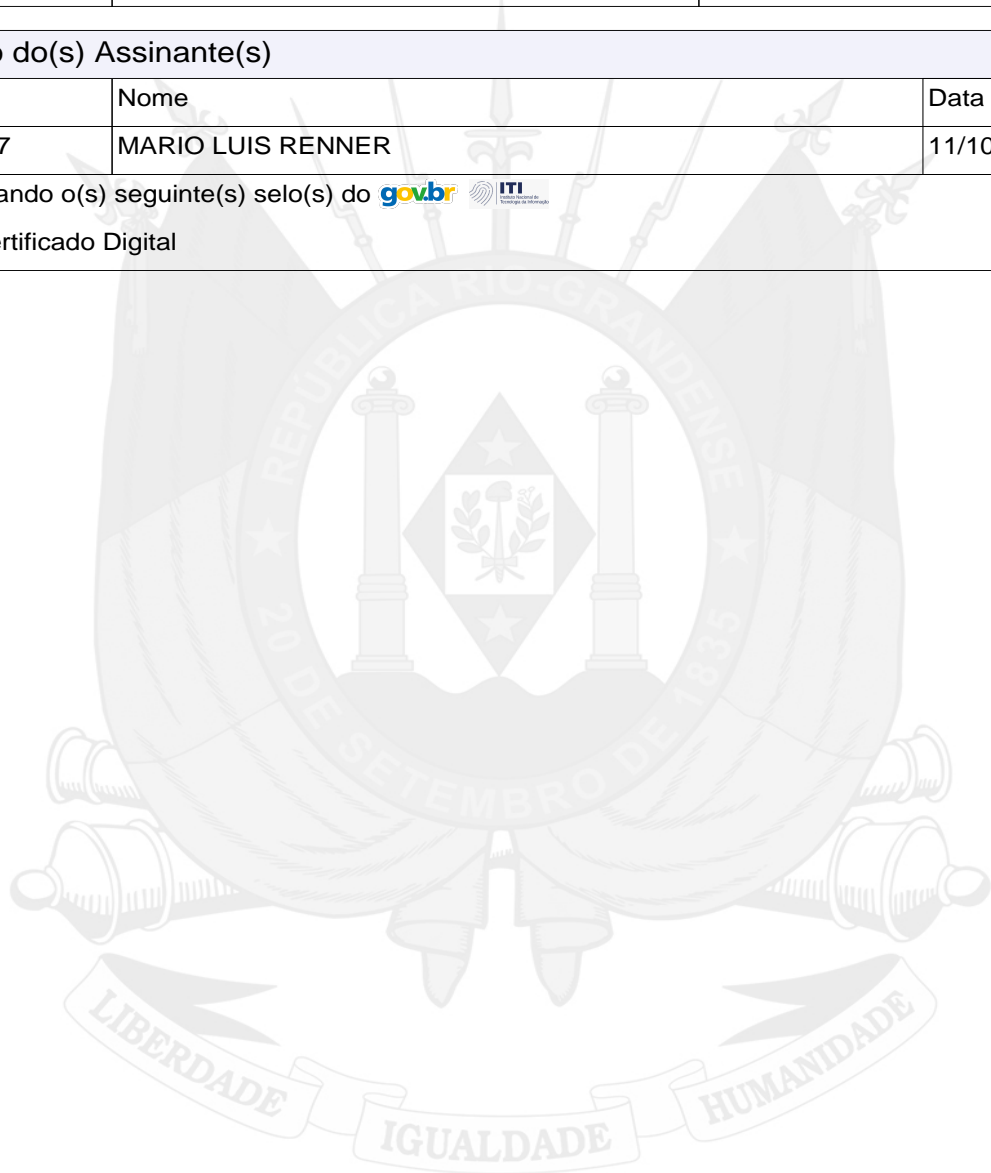 o do(s) Assinante(s)
Nome
Data
7
MARIO LUIS RENNER
11/10
ando o(s) seguinte(s) selo(s) do gov.br ITI
ertificado Digital
REPÚBLICA RIO-GRANDENSE
20 DE SETEMBRO DE 1835
LIBERDADE
IGUALDADE
HUMANIDADE